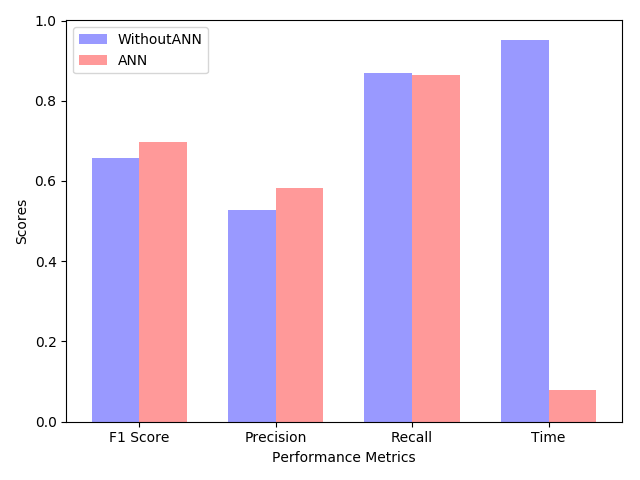 WithoutANN
ANN
1.0
0.8
0.6
0.4
0.2
0.0
Scores
F1 Score Precision Recall Time
Performance Metrics